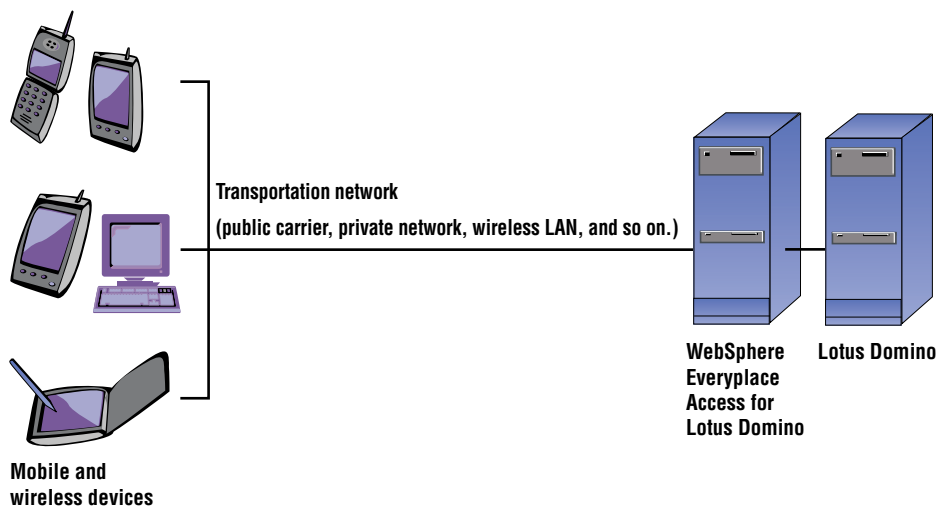 Transportation network
(public carrier, private network, wireless LAN, and so on.)
WebSphere
Everyplace
Access for
Lotus Domino
Lotus Domino
Mobile and
wireless devices